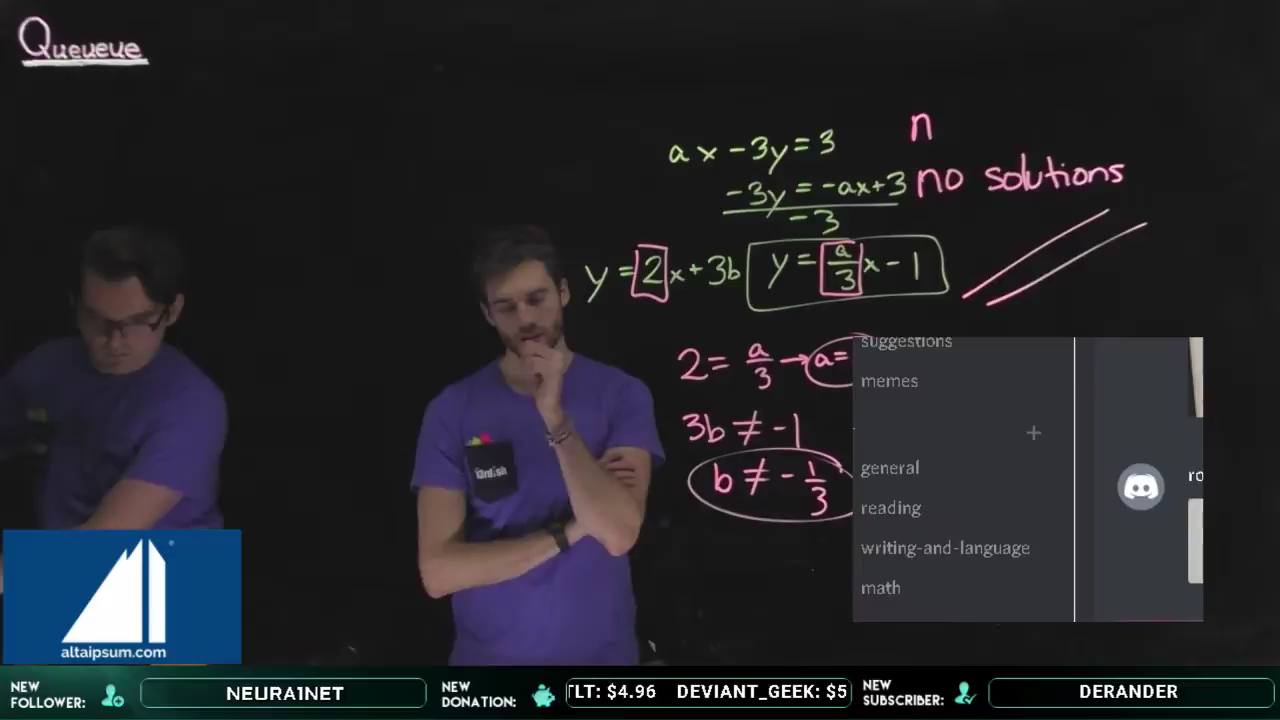 Queueue
n
ax - 3y = 3
-3y = -ax + 3
-3
no solutions
y = 2x + 3b
y = a/3 x - 1
2 = a/3 → a =
3b ≠ -1
b ≠ - 1/3
suggestions
memes
general
reading
writing-and-language
math
ro
altaipsum.com
NEW FOLLOWER:
NEURA1NET
NEW DONATION:
TLT: $4.96 DEVIANT_GEEK: $5
NEW SUBSCRIBER:
DERANDER